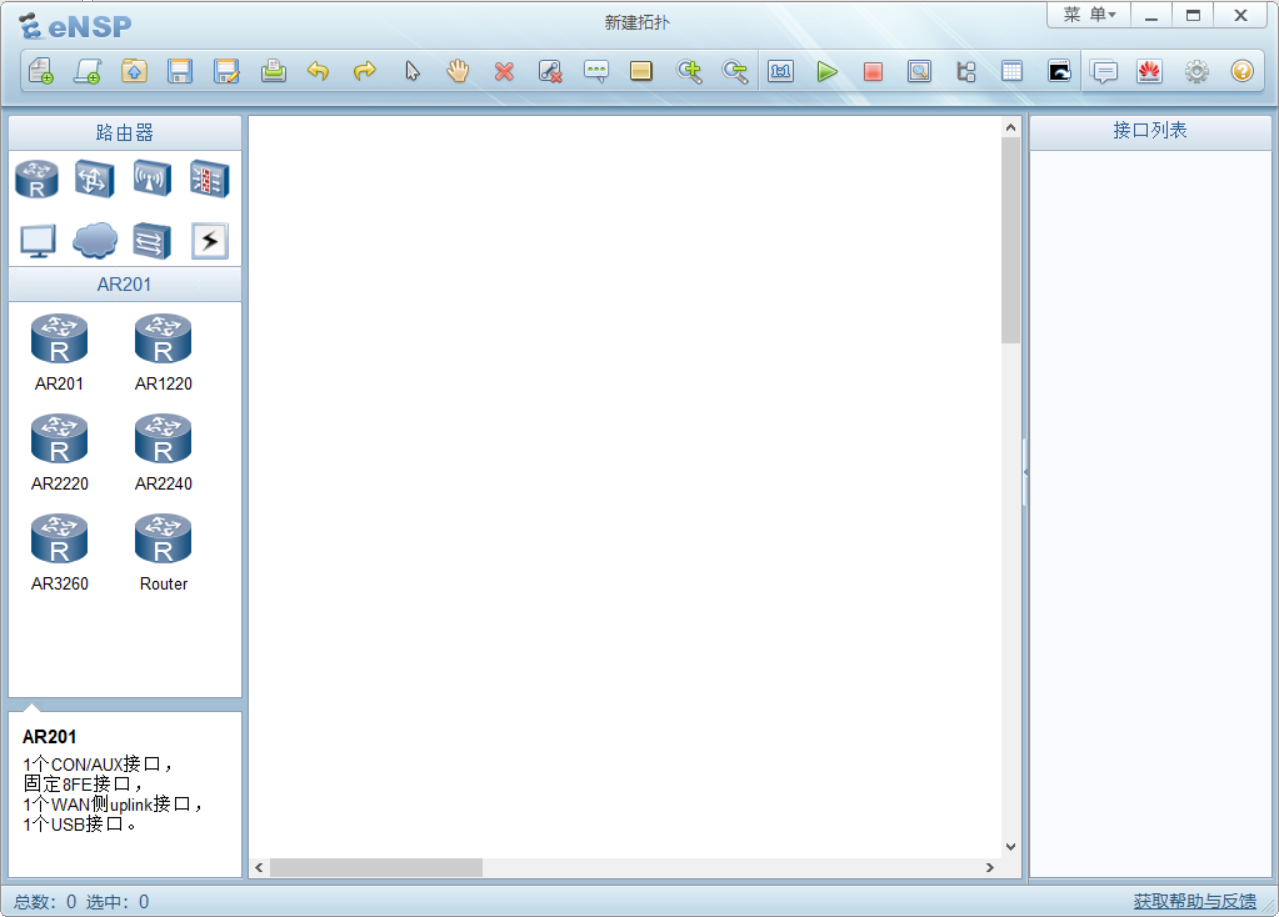 eNSP
新建拓扑
菜 单
1:1
路由器
R
接口列表
AR201
R
R
AR201
AR1220
R
R
AR2220
AR2240
R
R
AR3260
Router
AR201
1个CON/AUX接口，
固定8FE接口，
1个WAN侧uplink接口，
1个USB接口。
总数：0 选中：0
获取帮助与反馈